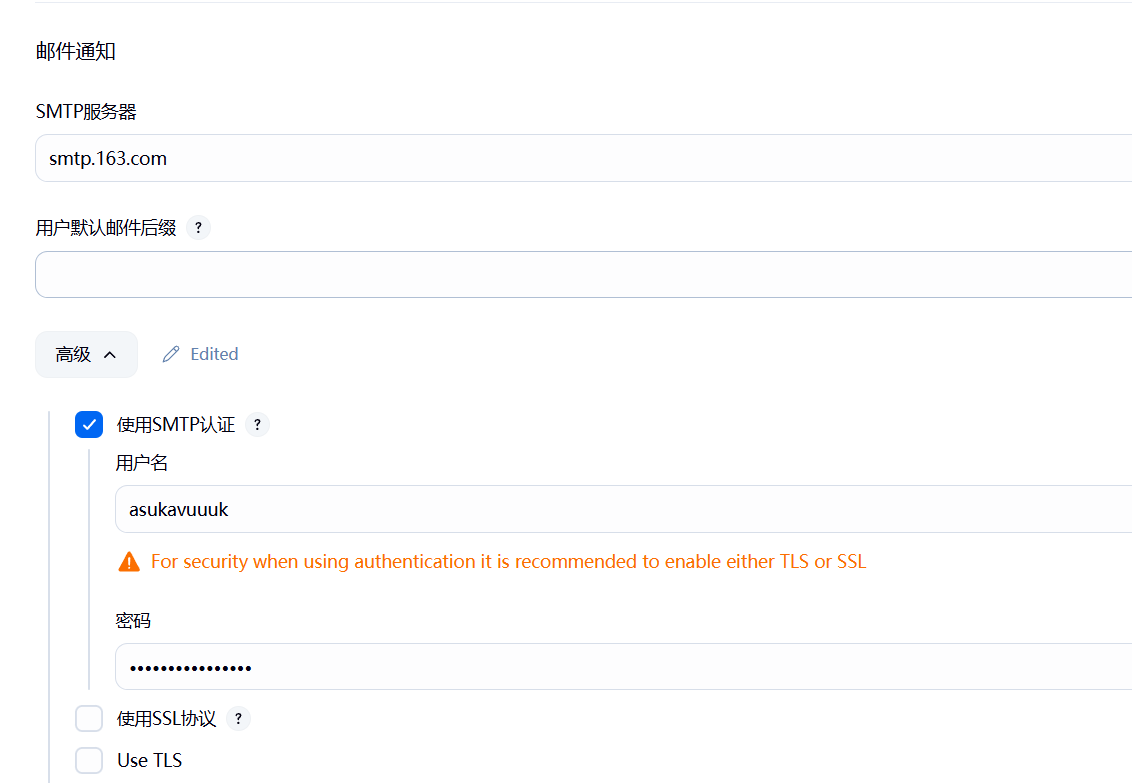 邮件通知
SMTP服务器
smtp.163.com
用户默认邮件后缀 ?
高级 Edited
使用SMTP认证 ?
用户名
asukavuuuk
For security when using authentication it is recommended to enable either TLS or SSL
密码
••••••••••••••••
使用SSL协议 ?
Use TLS